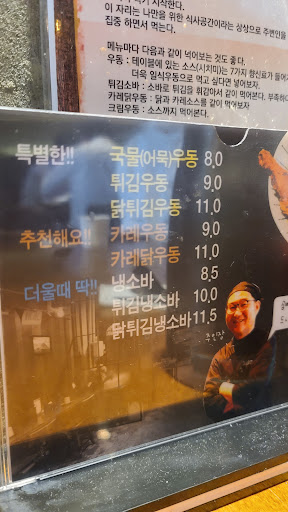 이 자리는 나만을 위한 식사공간이라는 상상으로 주변인을
집중 하면서 먹는다.
메뉴마다 다음과 같이 넣어보는 것도 좋다.
우동 : 테이블에 있는 소스(시치미)는 7가지 향신료가 들어
더욱 일식우동으로 먹고 싶다면 넣어보자.
튀김소바 : 소바로 튀김을 휘감아서 같이 먹어본다. 부족하
카레닭우동 : 닭과 카레소스를 같이 먹어보자
크림우동 : 소스까지 먹어본다.
특별한!! 국물(어묵)우동 8.0
튀김우동 9.0
닭튀김우동 11.0
추천해요!! 카레우동 9.0
카레닭우동 11.0
더울때 딱!! 냉소바 8.5
튀김냉소바 10.0
닭튀김냉소바 11.5
주인장